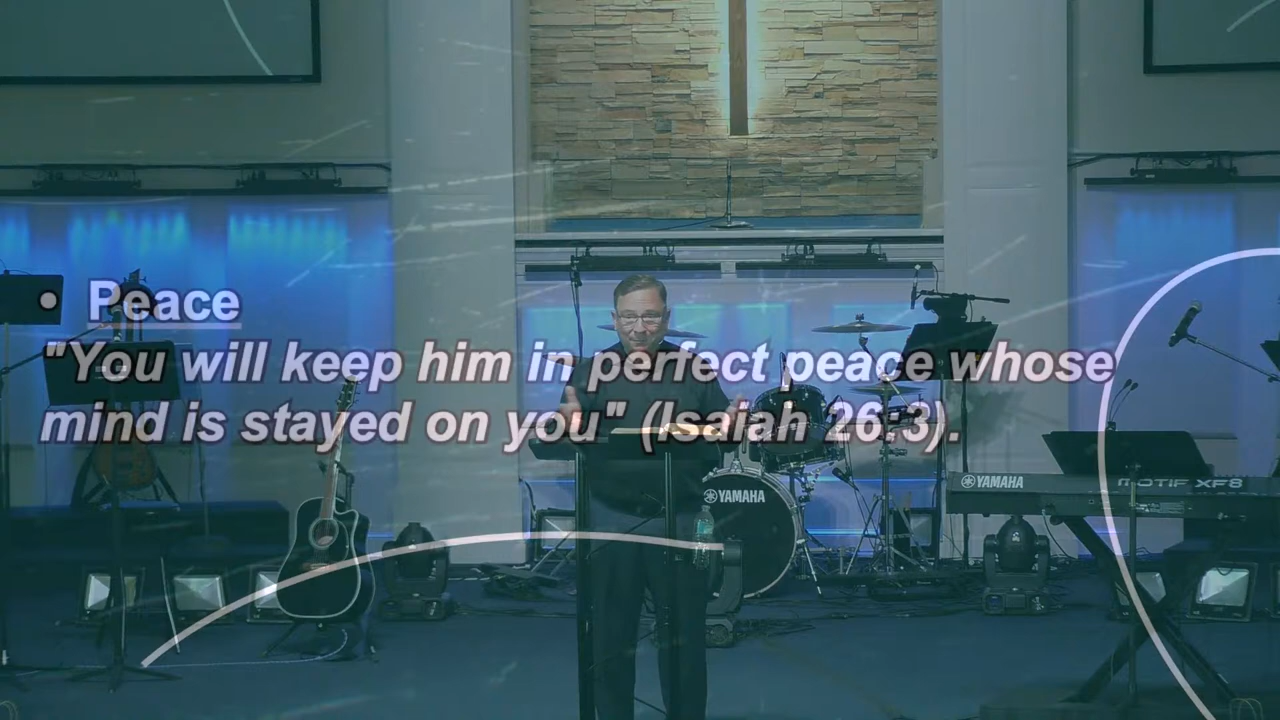 • Peace
"You will keep him in perfect peace whose
mind is stayed on you" (Isaiah 26:3).
YAMAHA
MOTIF XF8
YAMAHA